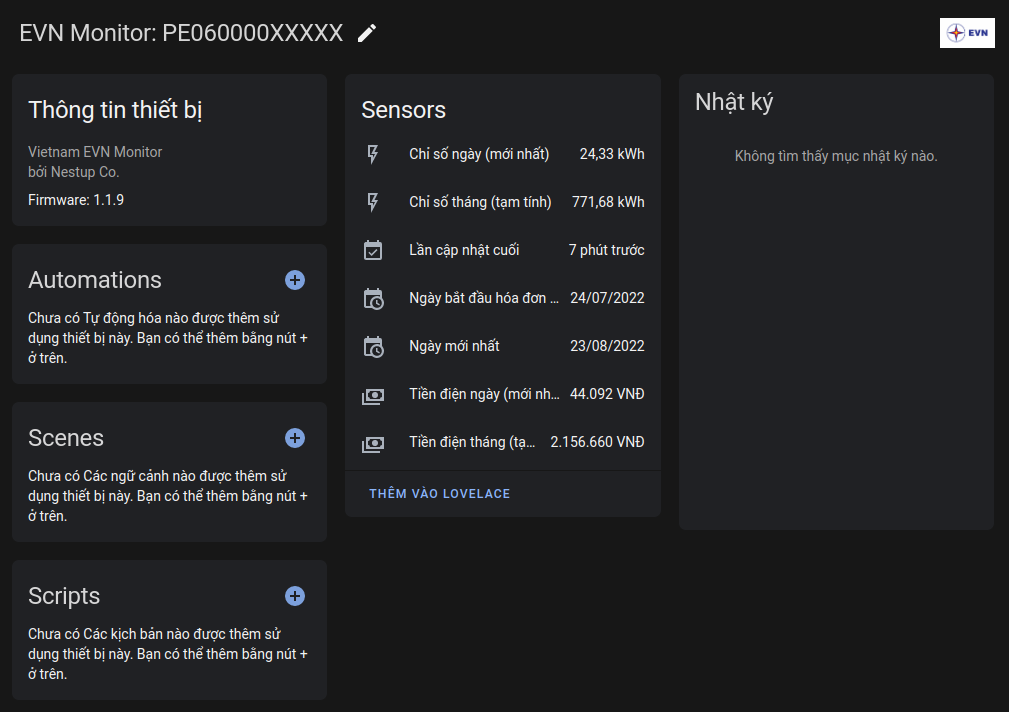 EVN Monitor: PE060000XXXXX
EVN
Thông tin thiết bị
Vietnam EVN Monitor
bởi Nestup Co.
Firmware: 1.1.9
Automations
Chưa có Tự động hóa nào được thêm sử
dụng thiết bị này. Bạn có thể thêm bằng nút +
ở trên.
Scenes
Chưa có Các ngữ cảnh nào được thêm sử
dụng thiết bị này. Bạn có thể thêm bằng nút +
ở trên.
Scripts
Chưa có Các kịch bản nào được thêm sử
dụng thiết bị này. Bạn có thể thêm bằng nút +
ở trên.
Sensors
Chỉ số ngày (mới nhất) 24,33 kWh
Chỉ số tháng (tạm tính) 771,68 kWh
Lần cập nhật cuối 7 phút trước
Ngày bắt đầu hóa đơn ... 24/07/2022
Ngày mới nhất 23/08/2022
Tiền điện ngày (mới nh... 44.092 VNĐ
Tiền điện tháng (tạ... 2.156.660 VNĐ
THÊM VÀO LOVELACE
Nhật ký
Không tìm thấy mục nhật ký nào.